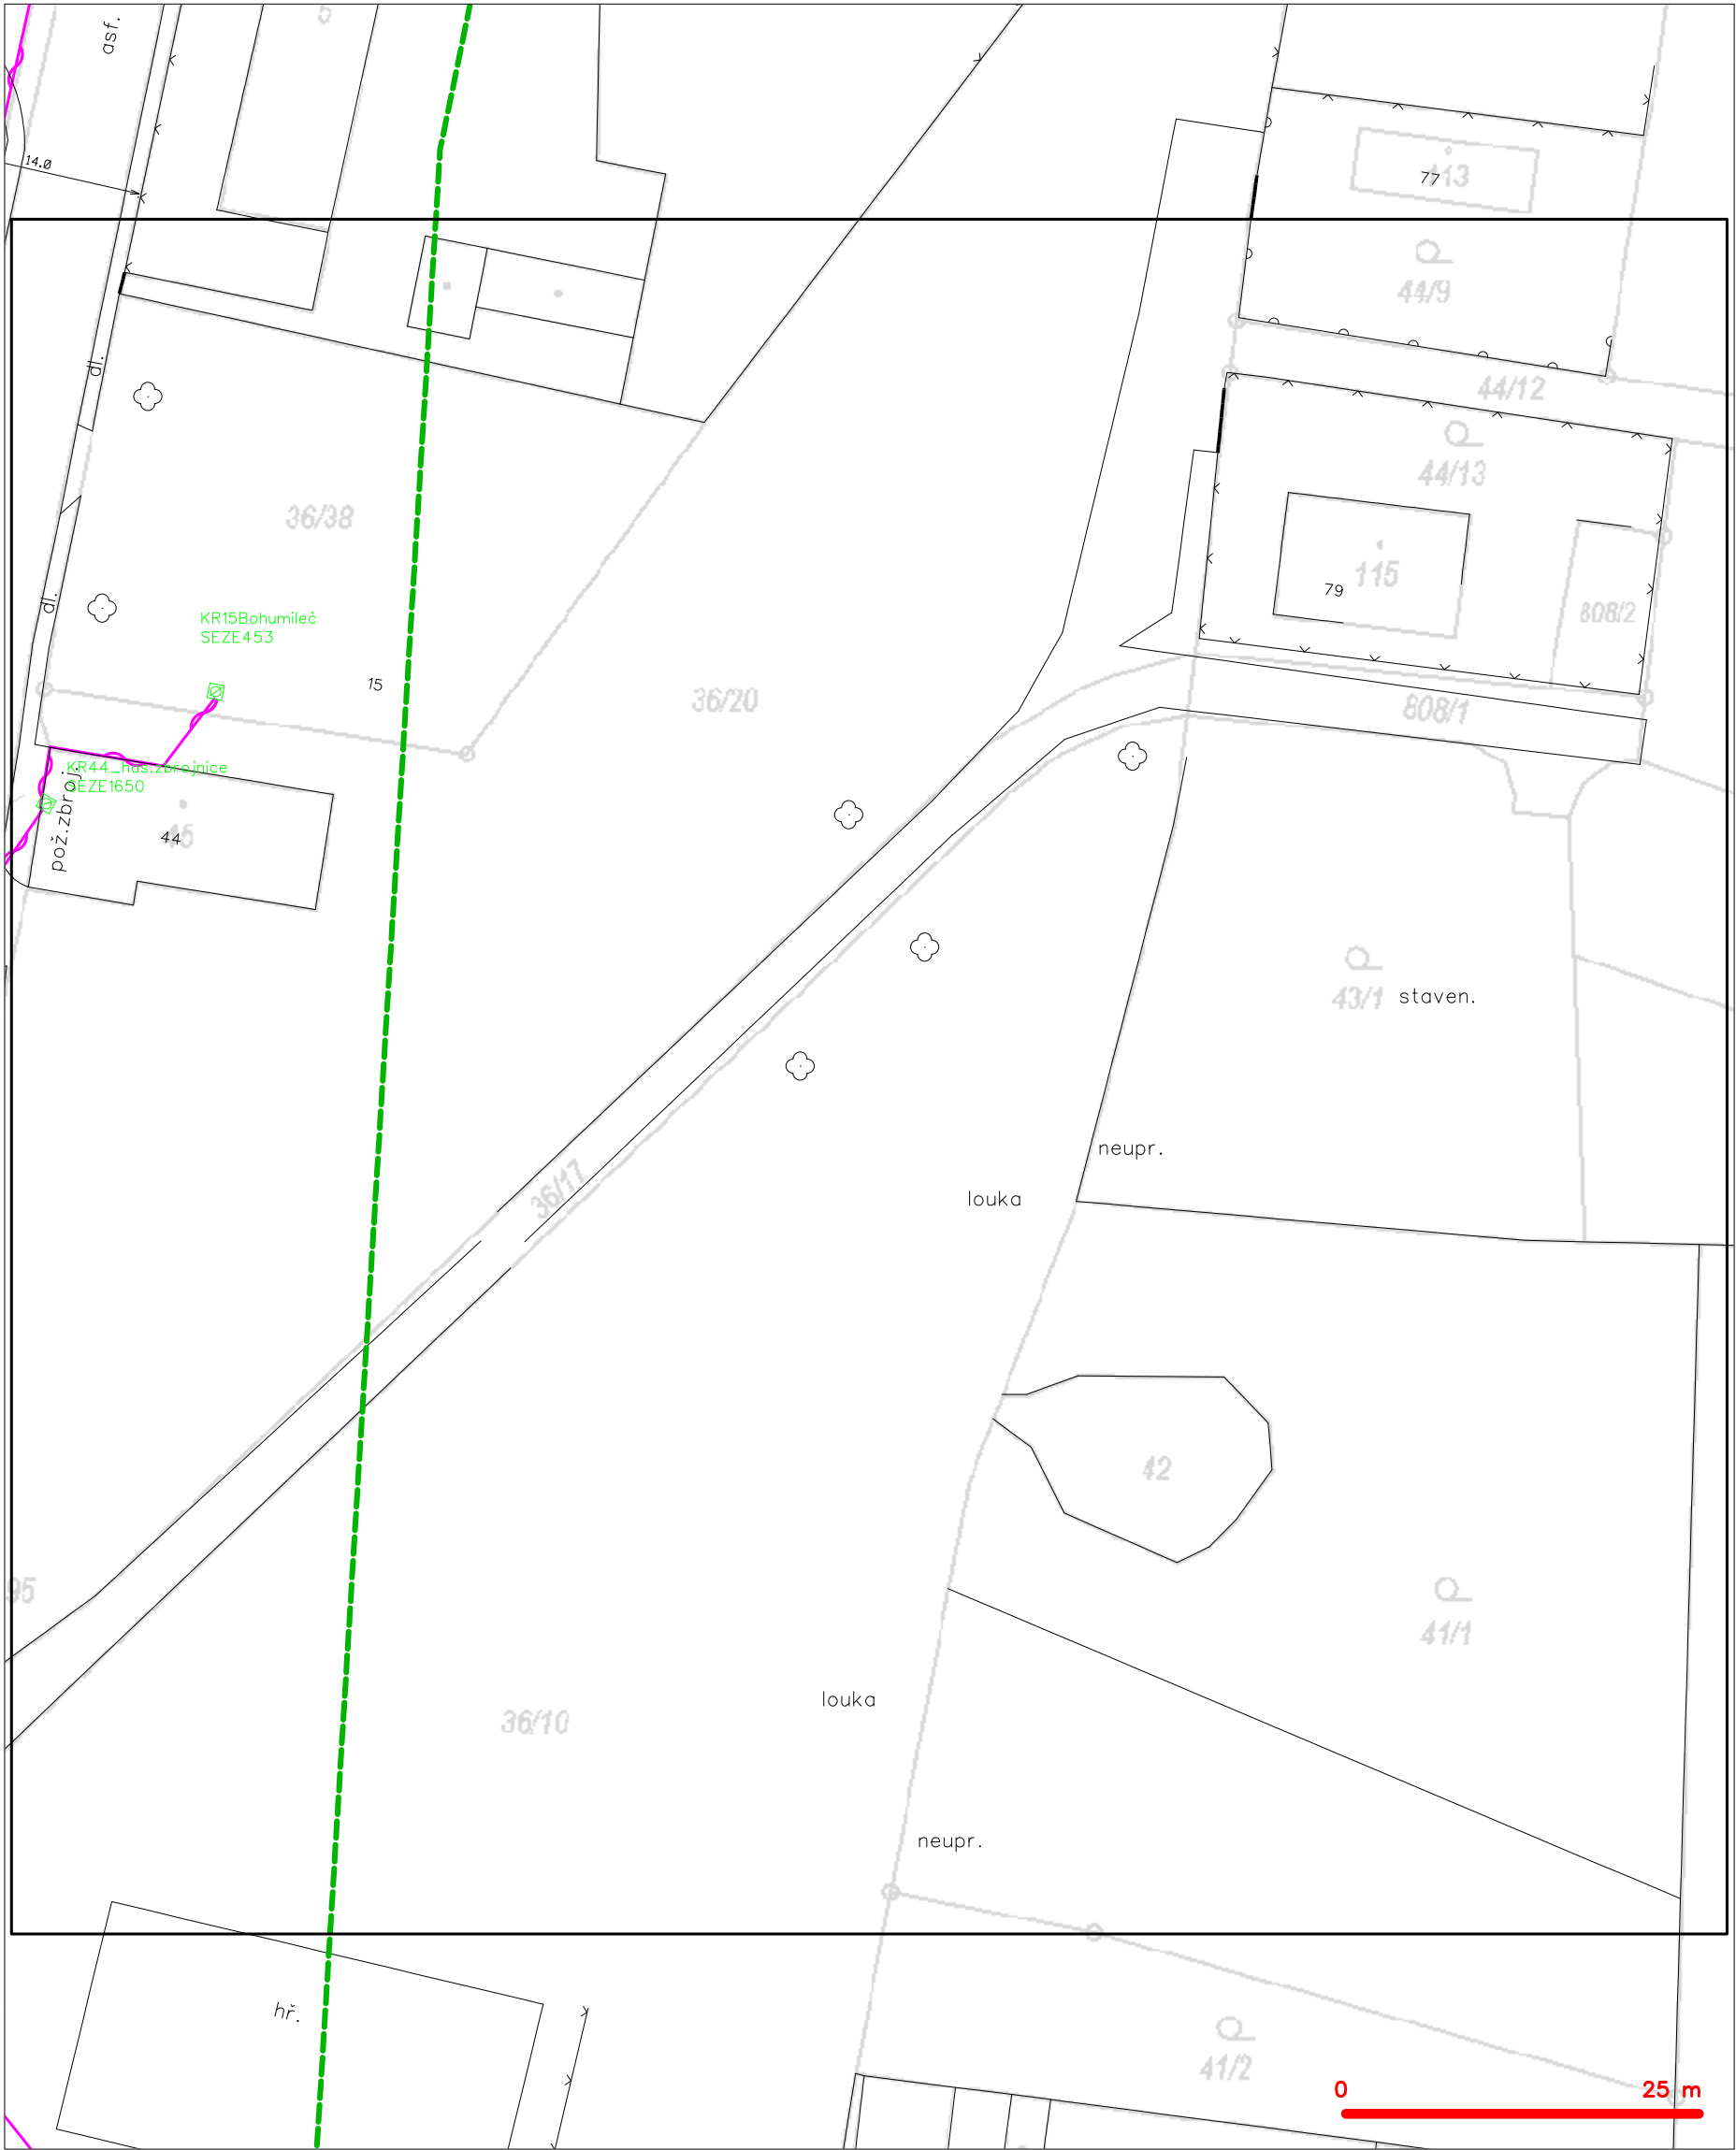 asf.
14.0
113
77
44/9
44/12
dl.
44/13
36/38
115
79
dl.
808/2
KR15Bohumileč
SEZE453
15
36/20
808/1
KR44_has.zbrojnice
SEZE1650
pož.zbroj.
45
44
43/1
staven.
neupr.
36/17
louka
42
95
41/1
louka
36/10
neupr.
hř.
41/2
0 25 m